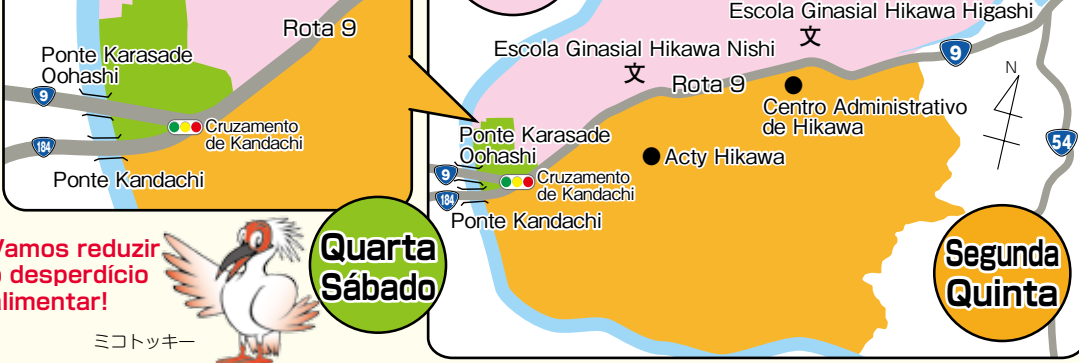 Rota 9
Ponte Karasade
Oohashi
9
Cruzamento
de Kandachi
184
Ponte Kandachi
Escola Ginasial Hikawa Higashi
文
Escola Ginasial Hikawa Nishi
文
9
N
Rota 9
Centro Administrativo
de Hikawa
54
Ponte Karasade
Oohashi
Acty Hikawa
9
Cruzamento
de Kandachi
184
Ponte Kandachi
Vamos reduzir
o desperdício
alimentar!
ミコトッキー
Quarta
Sábado
Segunda
Quinta